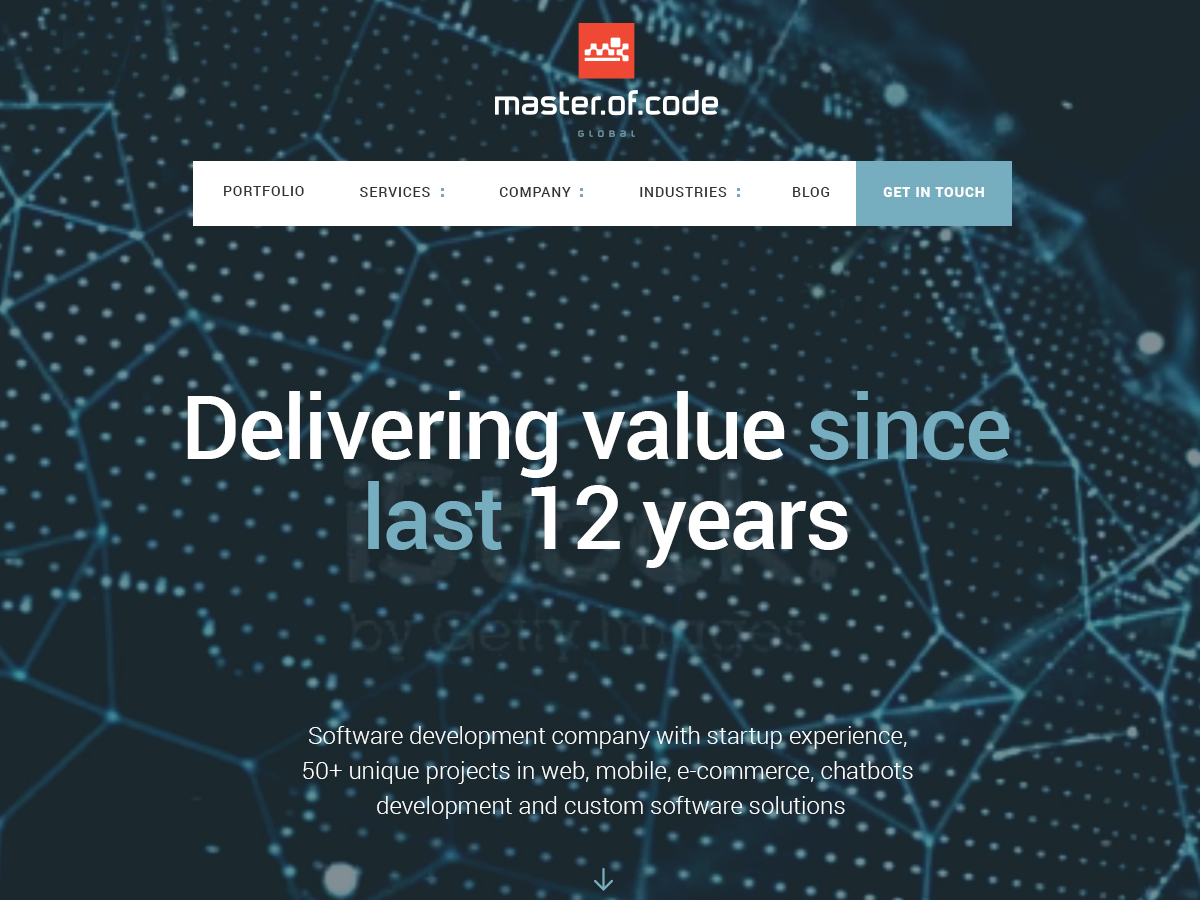 master.of.code
GLOBAL
PORTFOLIO SERVICES COMPANY INDUSTRIES BLOG GET IN TOUCH
Delivering value since
last 12 years
iStock.
by Getty Images
Software development company with startup experience,
50+ unique projects in web, mobile, e-commerce, chatbots
development and custom software solutions